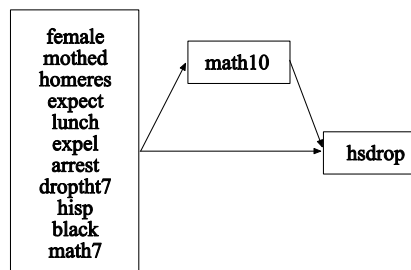 female
mothed
homeres
expect
lunch
expel
arrest
droptht7
hisp
black
math7
math10
hsdrop